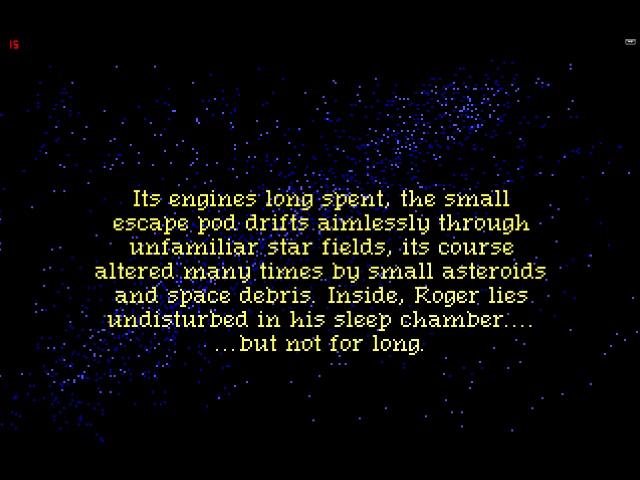 15
Its engines long spent, the small
escape pod drifts aimlessly through
unfamiliar star fields, its course
altered many times by small asteroids
and space debris. Inside, Roger lies
undisturbed in his sleep chamber....
...but not for long.